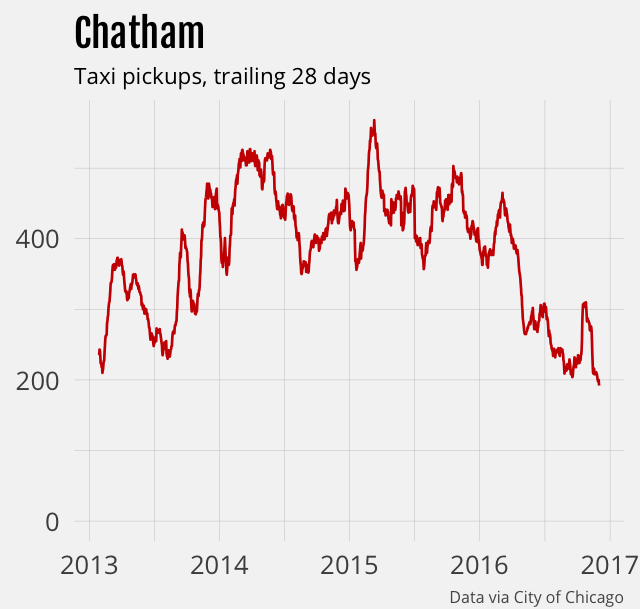 Chatham
Taxi pickups, trailing 28 days
400
200
0
2013 2014 2015 2016 2017
Data via City of Chicago